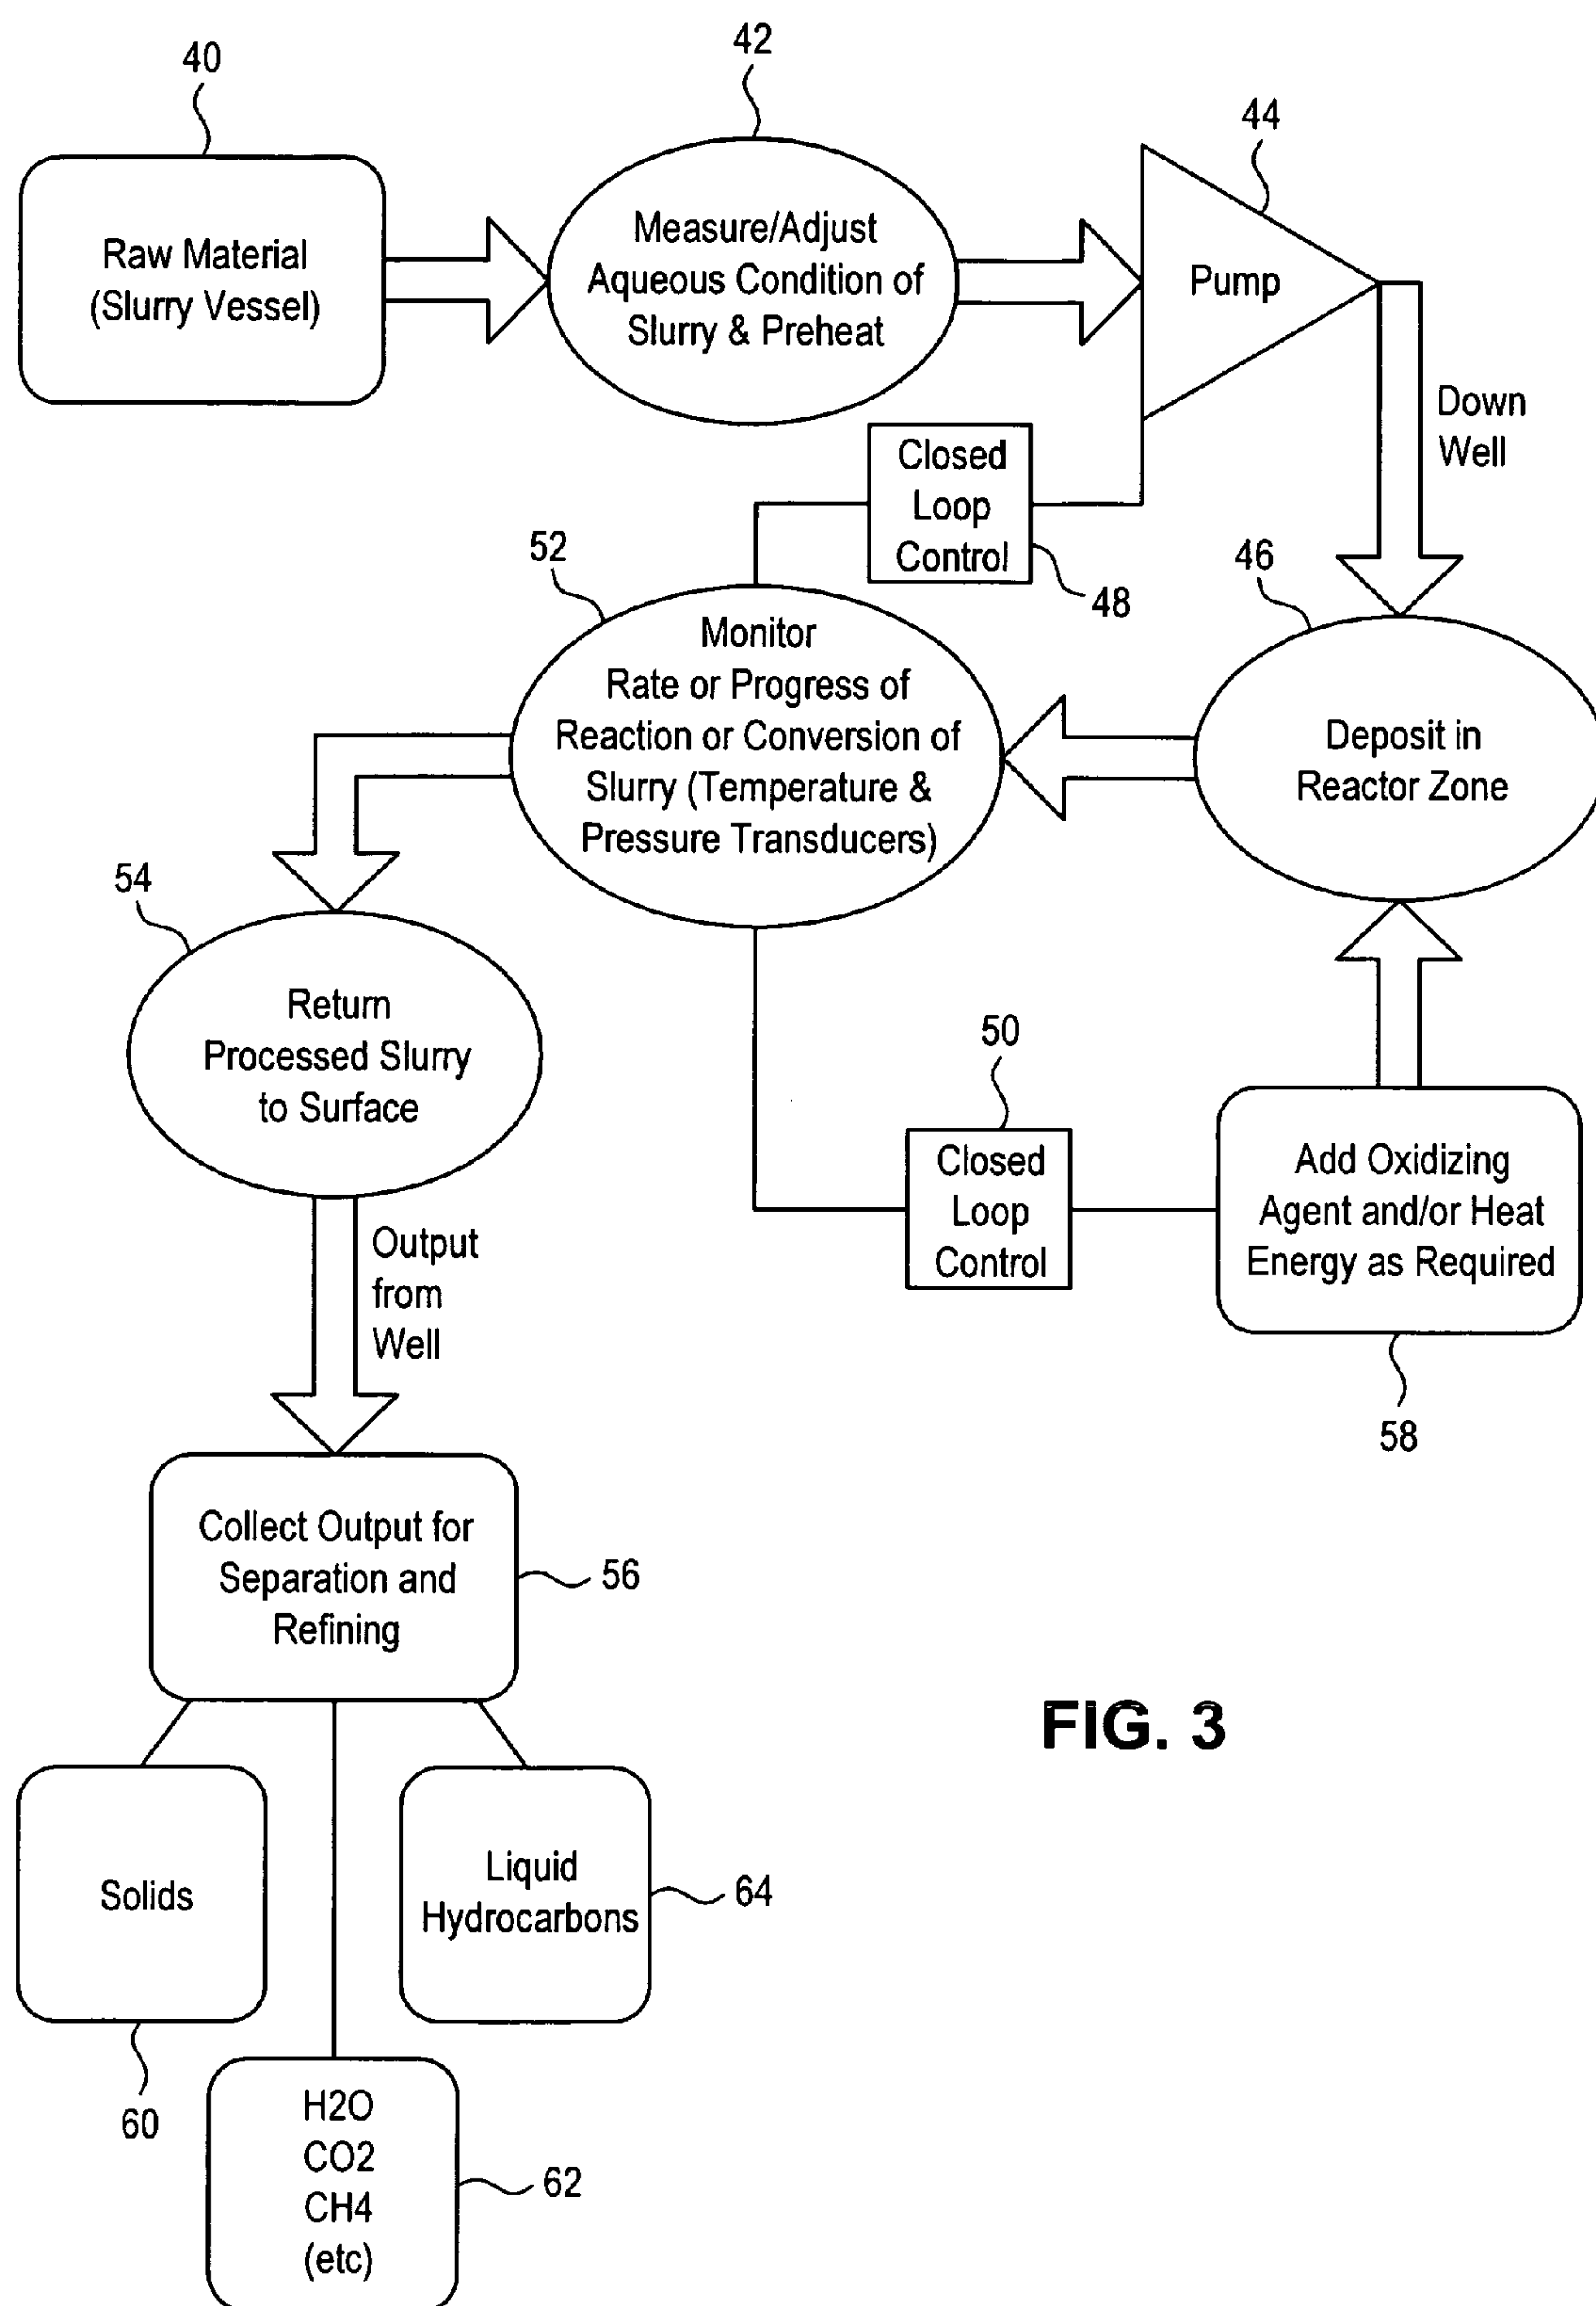 40
42
44
Raw Material
(Slurry Vessel)
Measure/Adjust
Aqueous Condition of
Slurry & Preheat
Pump
Down
Well
Closed
Loop
Control
48
52
46
Monitor
Rate or Progress of
Reaction or Conversion of
Slurry (Temperature &
Pressure Transducers)
Deposit in
Reactor Zone
54
Return
Processed Slurry
to Surface
50
Closed
Loop
Control
Add Oxidizing
Agent and/or Heat
Energy as Required
58
Output
from
Well
Collect Output for
Separation and
Refining
56
FIG. 3
Solids
60
Liquid
Hydrocarbons
64
H2O
CO2
CH4
(etc)
62